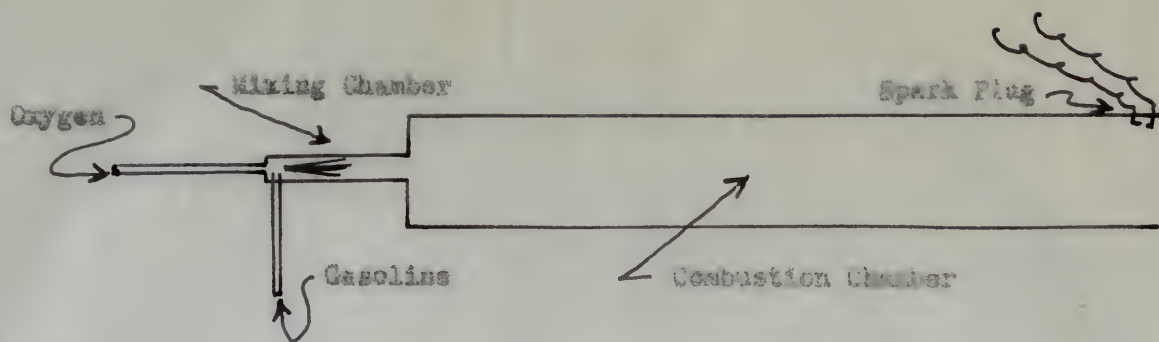 Mixing Chamber
Spark Plug
Oxygen
Gasoline
Combustion Chamber